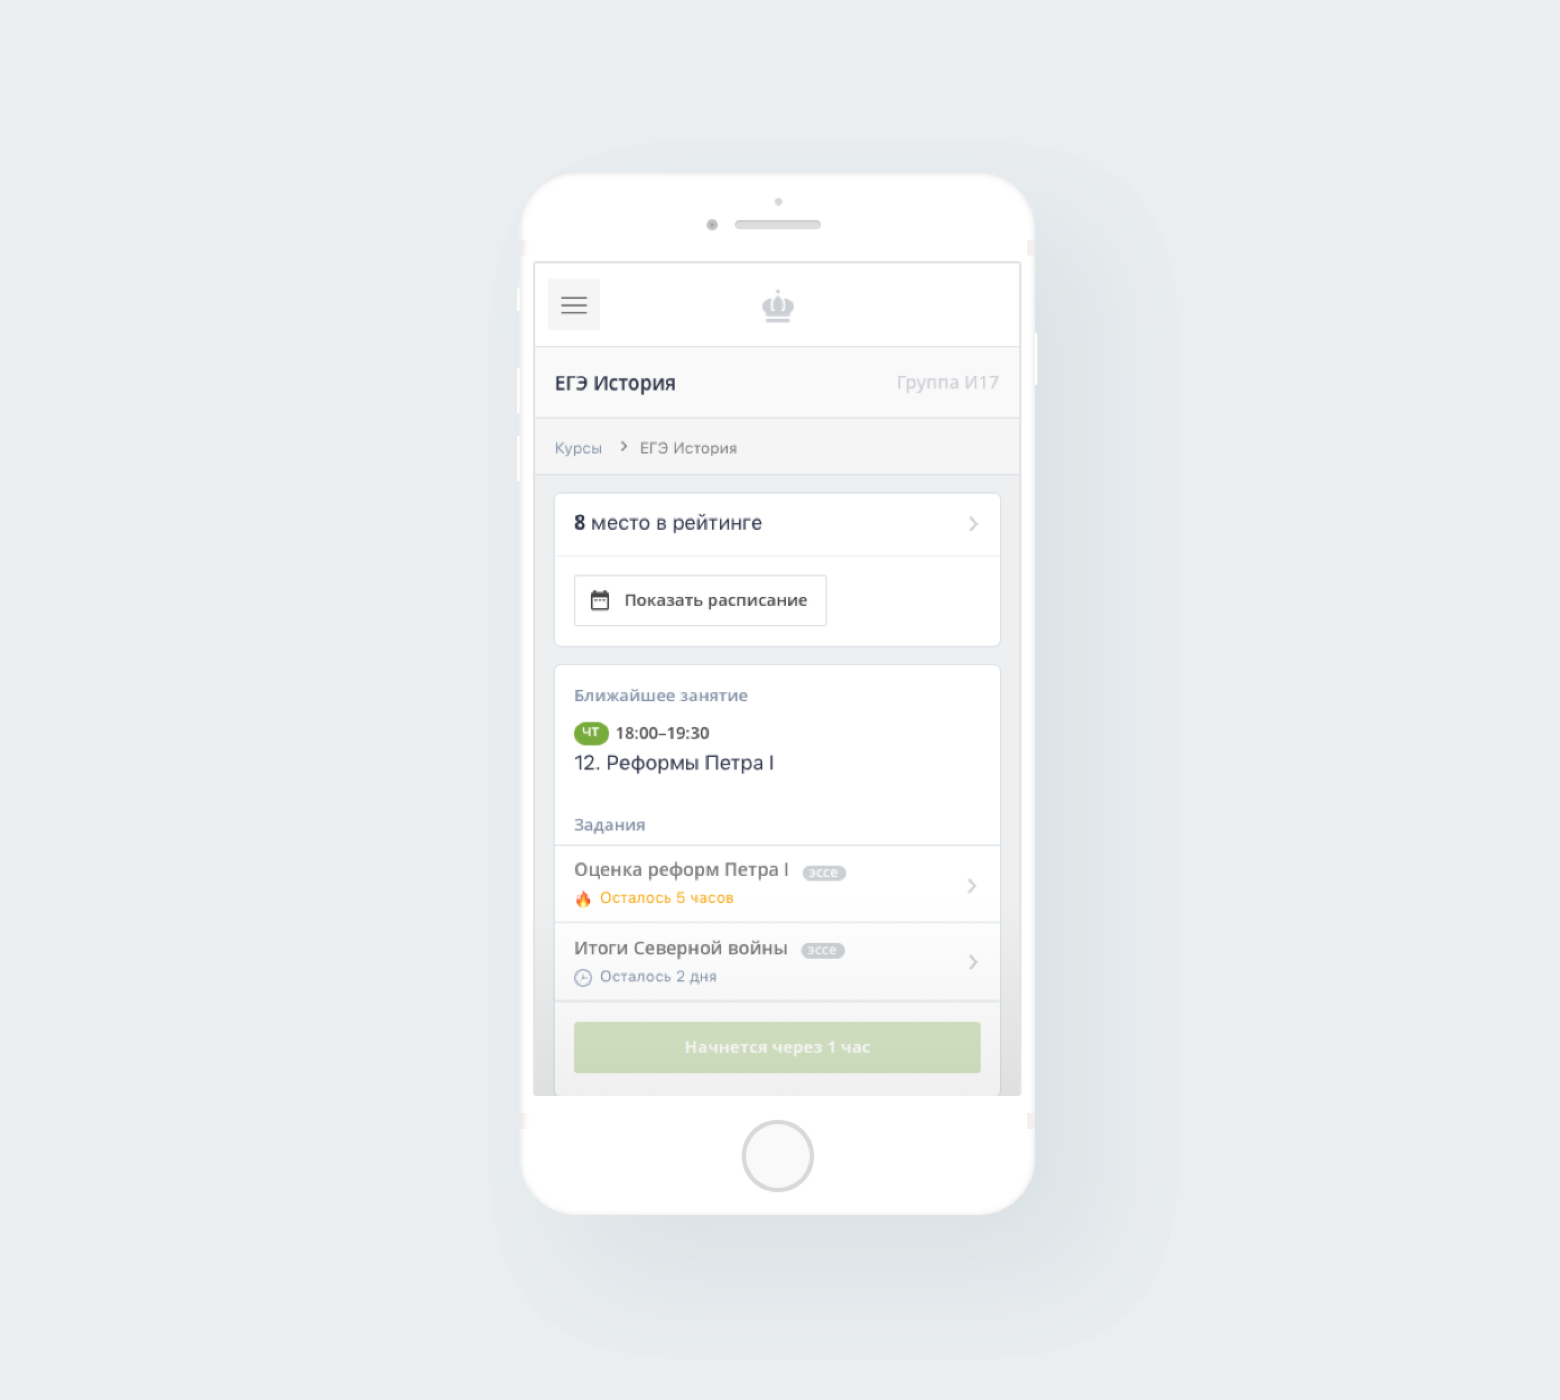 ЕГЭ История
Группа И17
Курсы > ЕГЭ История
8 место в рейтинге
Показать расписание
Ближайшее занятие
ЧТ 18:00–19:30
12. Реформы Петра I
Задания
Оценка реформ Петра I эссе
Осталось 5 часов
Итоги Северной войны эссе
Осталось 2 дня
Начнется через 1 час